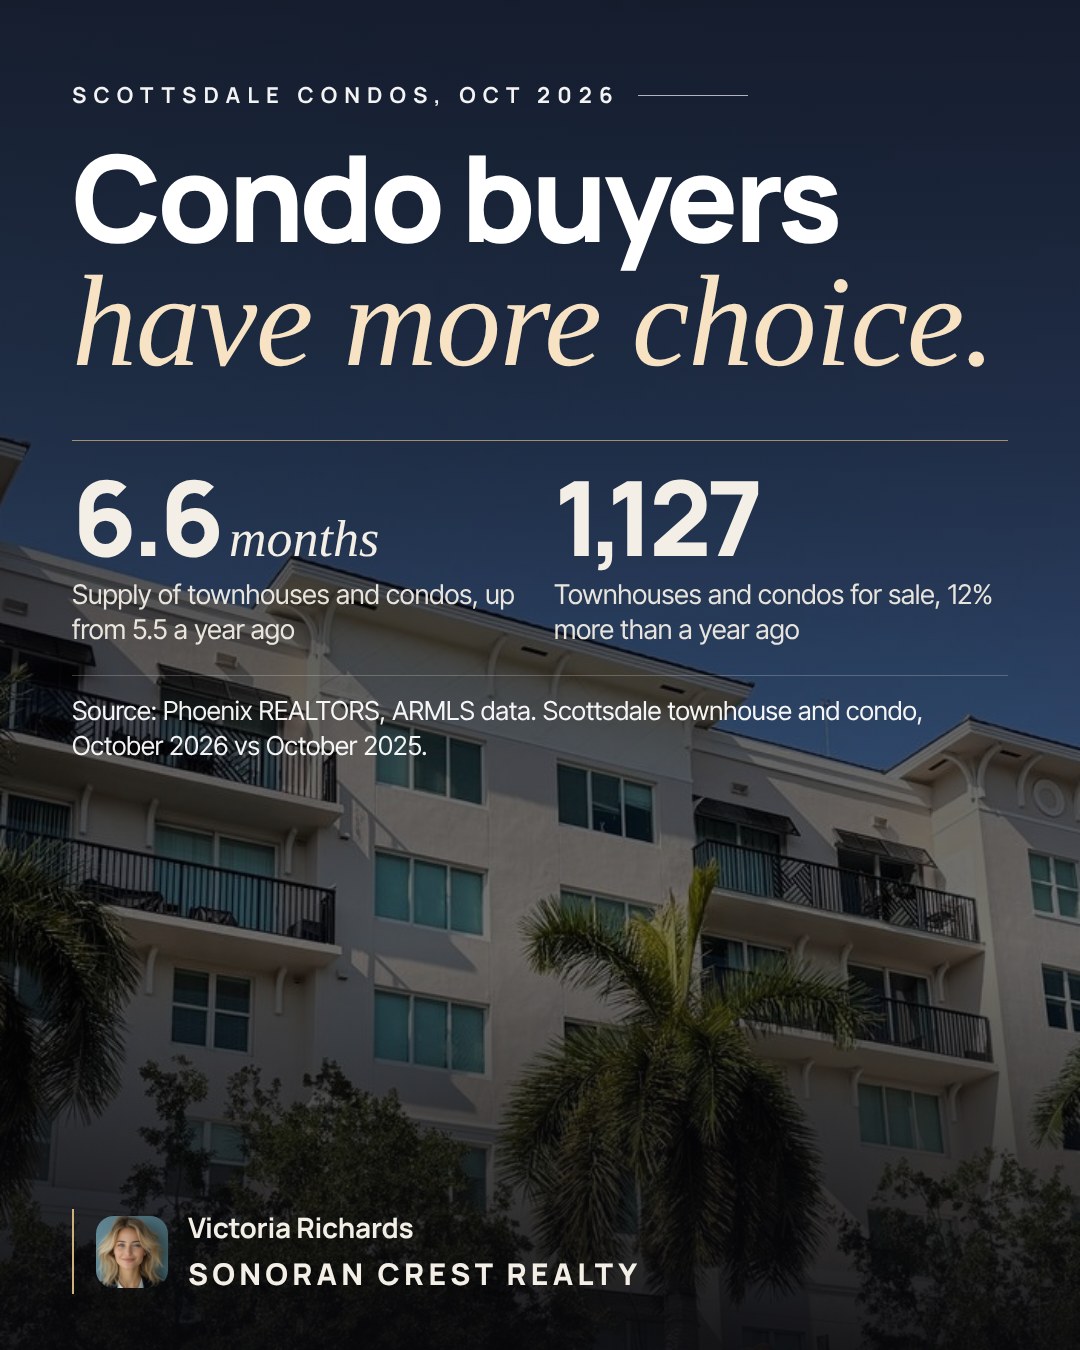 SCOTTSDALE CONDOS, OCT 2026
Condo buyers
have more choice.
6.6 months
Supply of townhouses and condos, up
from 5.5 a year ago
1,127
Townhouses and condos for sale, 12%
more than a year ago
Source: Phoenix REALTORS, ARMLS data. Scottsdale townhouse and condo,
October 2026 vs October 2025.
Victoria Richards
SONORAN CREST REALTY